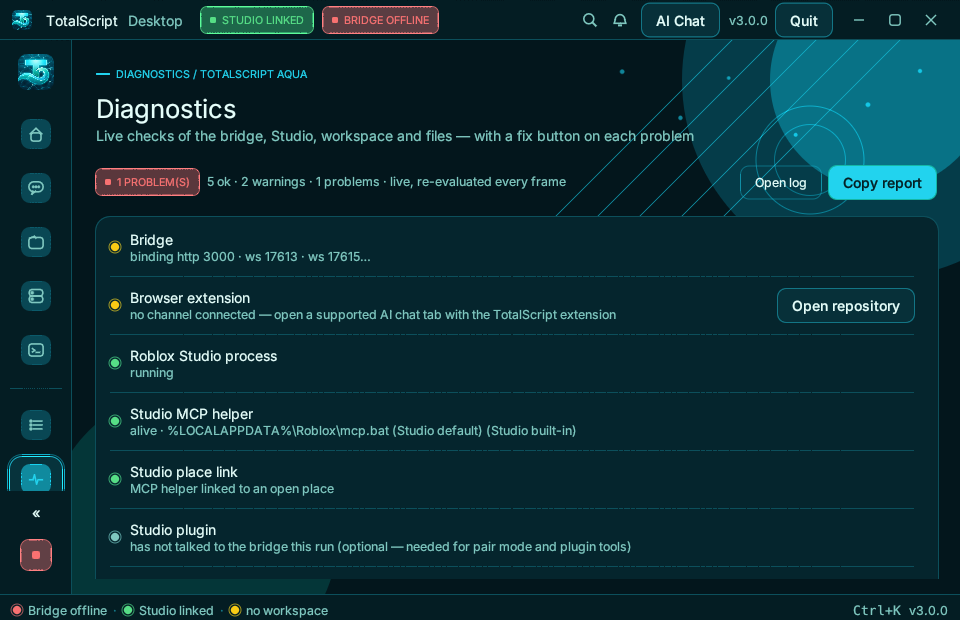 TotalScript Desktop STUDIO LINKED BRIDGE OFFLINE AI Chat v3.0.0 Quit
DIAGNOSTICS / TOTALSCRIPT AQUA
Diagnostics
Live checks of the bridge, Studio, workspace and files — with a fix button on each problem
1 PROBLEM(S) 5 ok · 2 warnings · 1 problems · live, re-evaluated every frame Open log Copy report
Bridge
binding http 3000 · ws 17613 · ws 17615...
Browser extension
no channel connected — open a supported AI chat tab with the TotalScript extension
Open repository
Roblox Studio process
running
Studio MCP helper
alive · %LOCALAPPDATA%\Roblox\mcp.bat (Studio default) (Studio built-in)
Studio place link
MCP helper linked to an open place
Studio plugin
has not talked to the bridge this run (optional — needed for pair mode and plugin tools)
«
Bridge offline · Studio linked · no workspace Ctrl+K v3.0.0